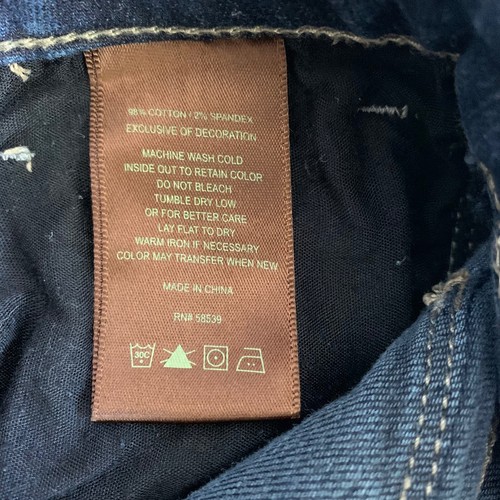 98% COTTON / 2% SPANDEX
EXCLUSIVE OF DECORATION
MACHINE WASH COLD
INSIDE OUT TO RETAIN COLOR
DO NOT BLEACH
TUMBLE DRY LOW
OR FOR BETTER CARE
LAY FLAT TO DRY
WARM IRON IF NECESSARY
COLOR MAY TRANSFER WHEN NEW
MADE IN CHINA
RN# 58539
30C